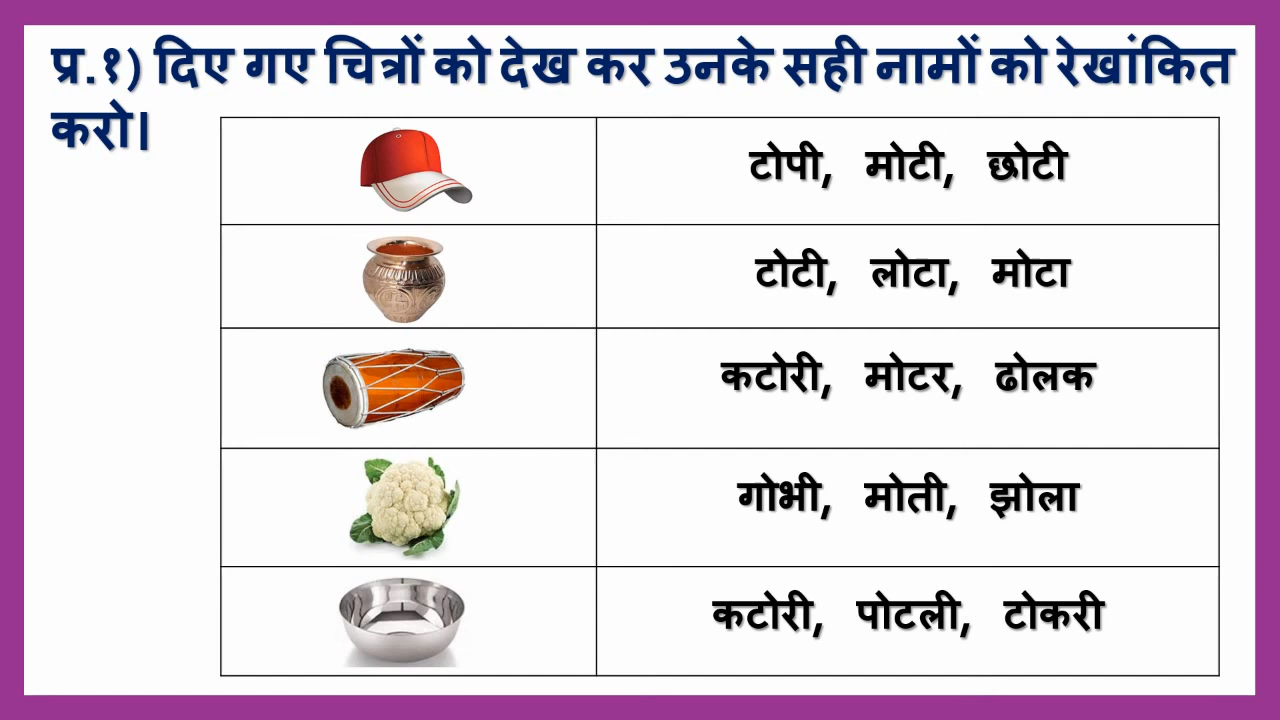 प्र.१) दिए गए चित्रों को देख कर उनके सही नामों को रेखांकित
करो।
टोपी, मोटी, छोटी
टोटी, लोटा, मोटा
कटोरी, मोटर, ढोलक
गोभी, मोती, झोला
कटोरी, पोटली, टोकरी